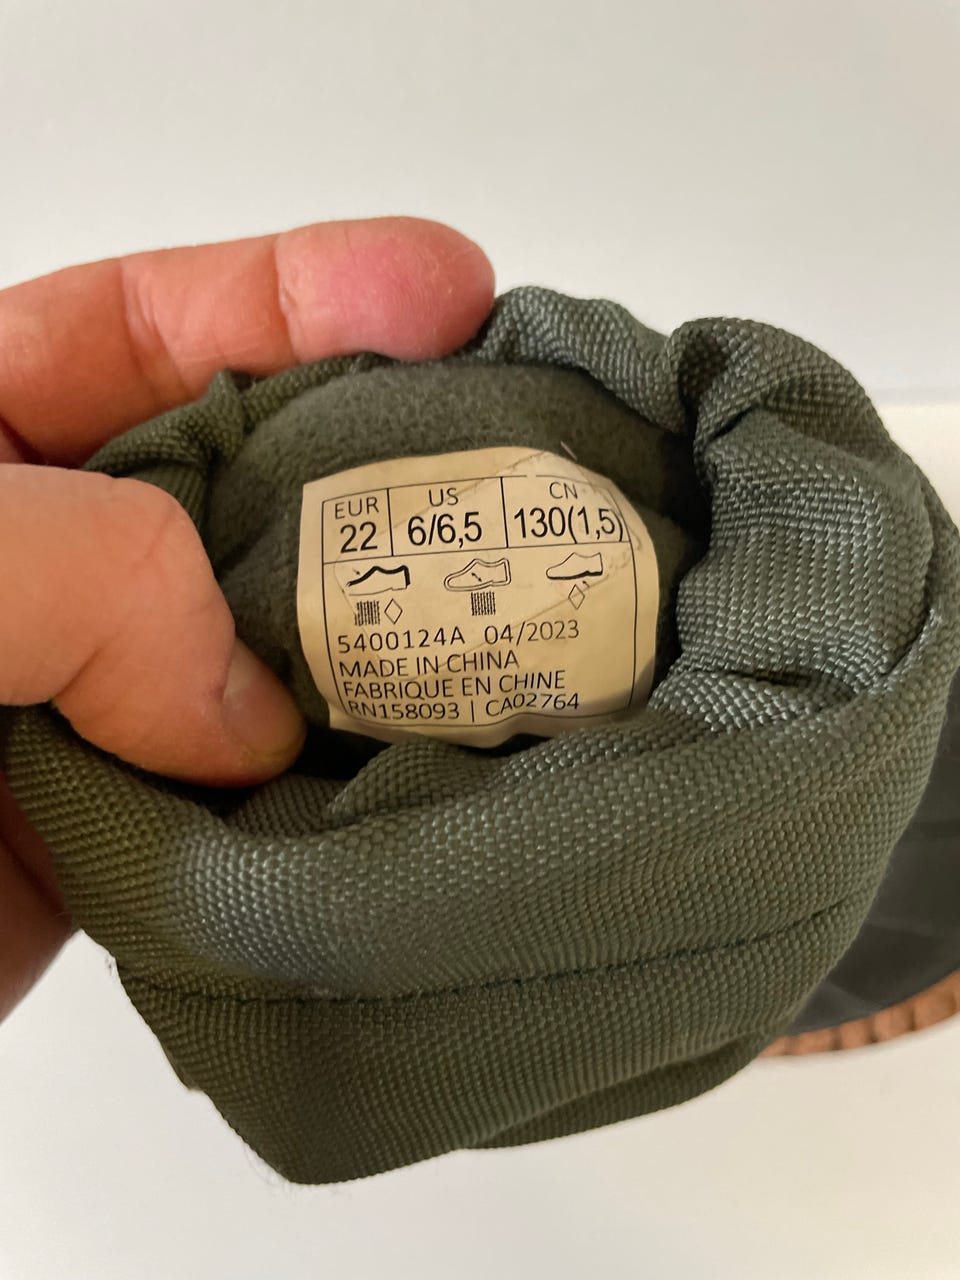 EUR US CN
22 6/6,5 130(1,5)
5400124A 04/2023
MADE IN CHINA
FABRIQUE EN CHINE
RN158093 | CA02764